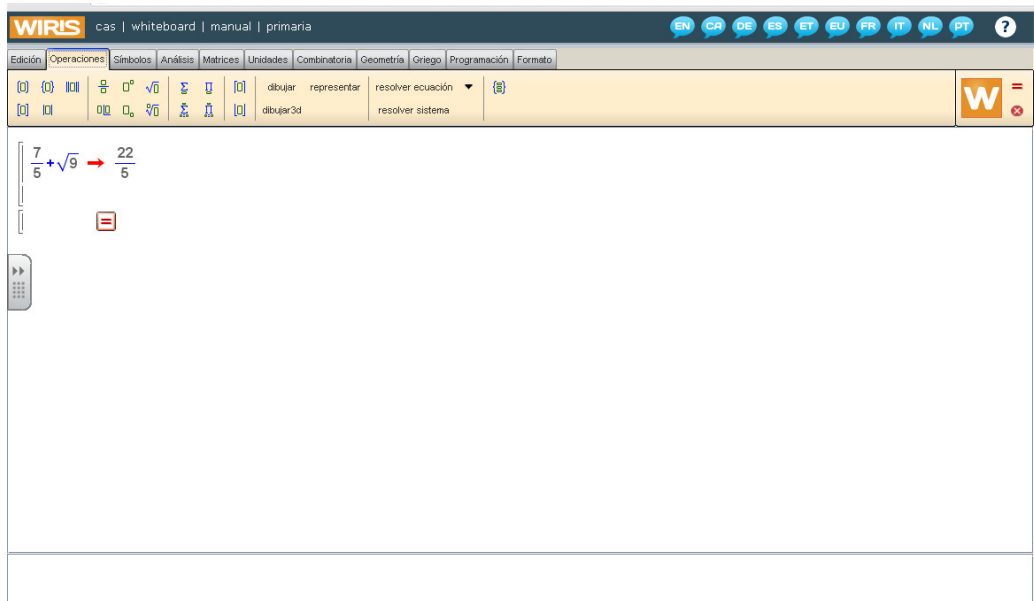 WIRIS cas | whiteboard | manual | primaria EN CA DE ES ET EU FR IT NL PT ?
Edición Operaciones Símbolos Análisis Matrices Unidades Combinatoria Geometría Griego Programación Formato
dibujar representar resolver ecuación
dibujar3d resolver sistema
W =
7/5+√9 → 22/5
=